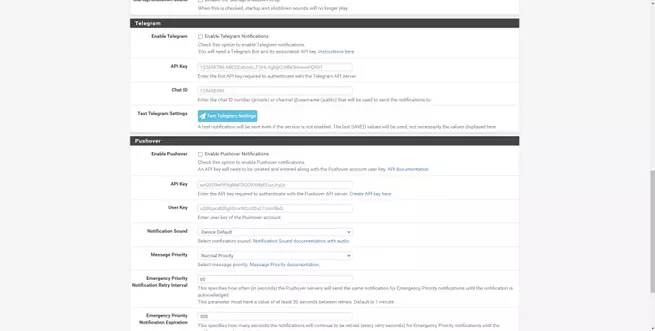 When this is checked, startup and shutdown sounds will no longer play.
Telegram
Enable Telegram
Enable Telegram Notifications
Check this option to enable Telegram notifications.
You will need a Telegram Bot and its associated API key. Instructions here
API Key
Enter the Bot API key required to authenticate with the Telegram API server.
Chat ID
123456789
Enter the chat ID number (private) or channel @username (public) that will be used to send the notifications to.
Test Telegram Settings
Test Telegram Settings
A test notification will be sent even if the service is not enabled. The last SAVED values will be used, not necessarily the values displayed here.
Pushover
Enable Pushover
Enable Pushover Notifications
Check this option to enable Pushover notifications.
An API key will need to be created and entered along with the Pushover account user key. API documentation
API Key
Enter the API key required to authenticate with the Pushover API server. Create API key here
User Key
Enter user key of the Pushover account
Notification Sound
Device Default
Select notification sound. Notification Sound documentation with audio.
Message Priority
Normal Priority
Select message priority. Message Priority documentation.
Emergency Priority
Notification Retry Interval
60
This specifies how often (in seconds) the Pushover servers will send the same notification for Emergency Priority notifications until the notification is
acknowledged.
This parameter must have a value of at least 30 seconds between retries. Default is 1 minute.
Emergency Priority
Notification Expiration
300
This specifies how many seconds the notifications will continue to be retried (every retry seconds) for Emergency Priority notifications until the